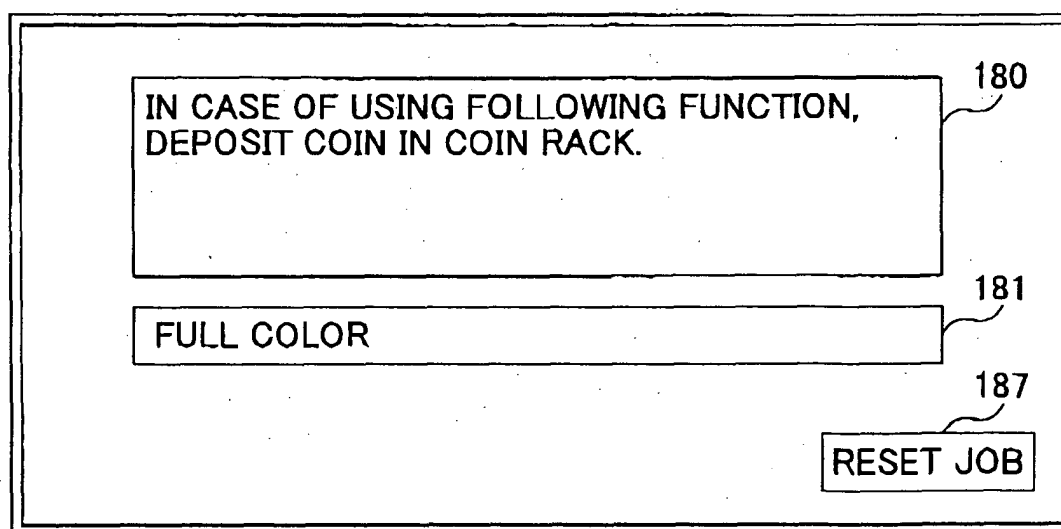 180
IN CASE OF USING FOLLOWING FUNCTION,
DEPOSIT COIN IN COIN RACK.
181
FULL COLOR
187
RESET JOB